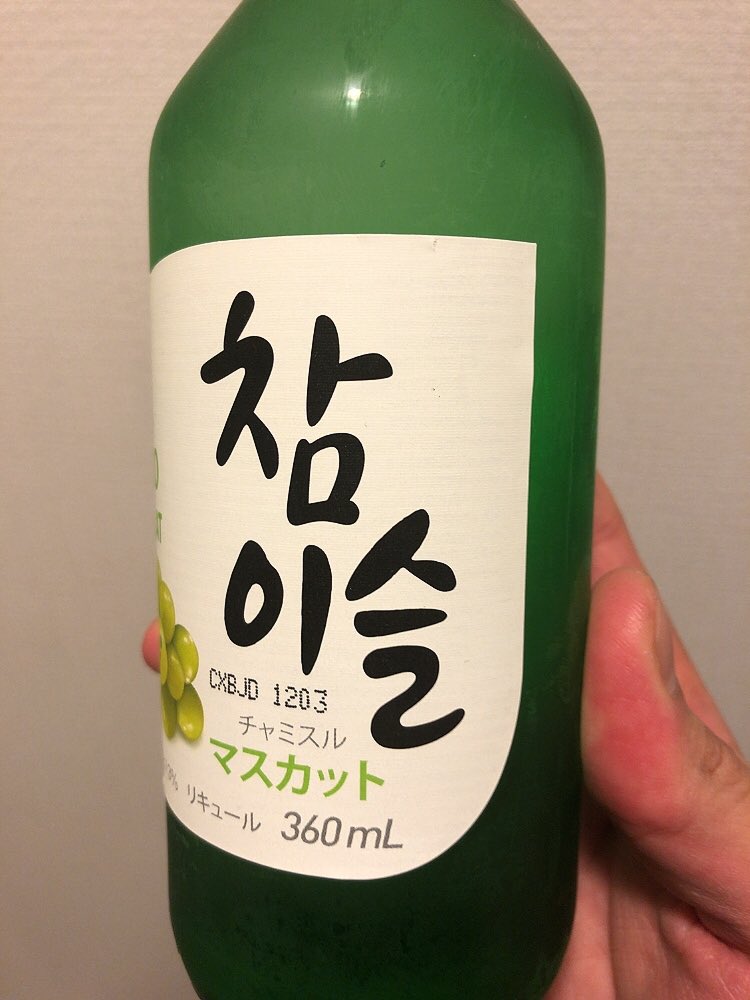 참
이슬
CXBJD 1203
チャミスル
マスカット
リキュール 360mL